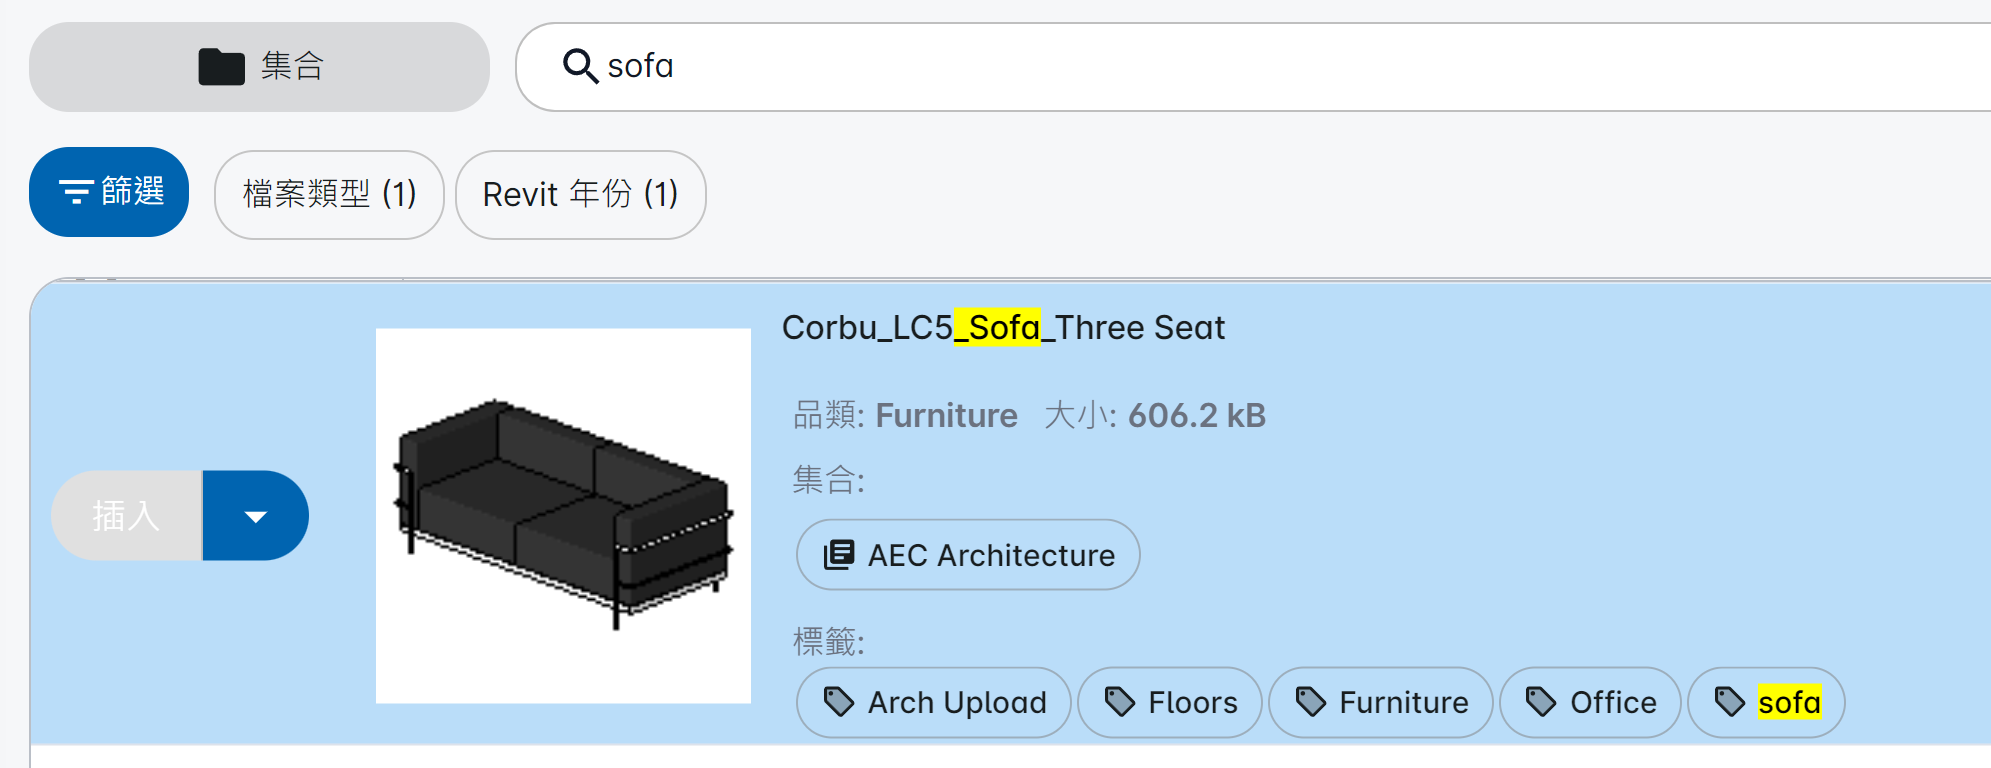 集合
sofa
篩選
檔案類型 (1)
Revit 年份 (1)
Corbu_LC5_Sofa_Three Seat
品類: Furniture 大小: 606.2 kB
集合:
插入
AEC Architecture
標籤:
Arch Upload
Floors
Furniture
Office
sofa